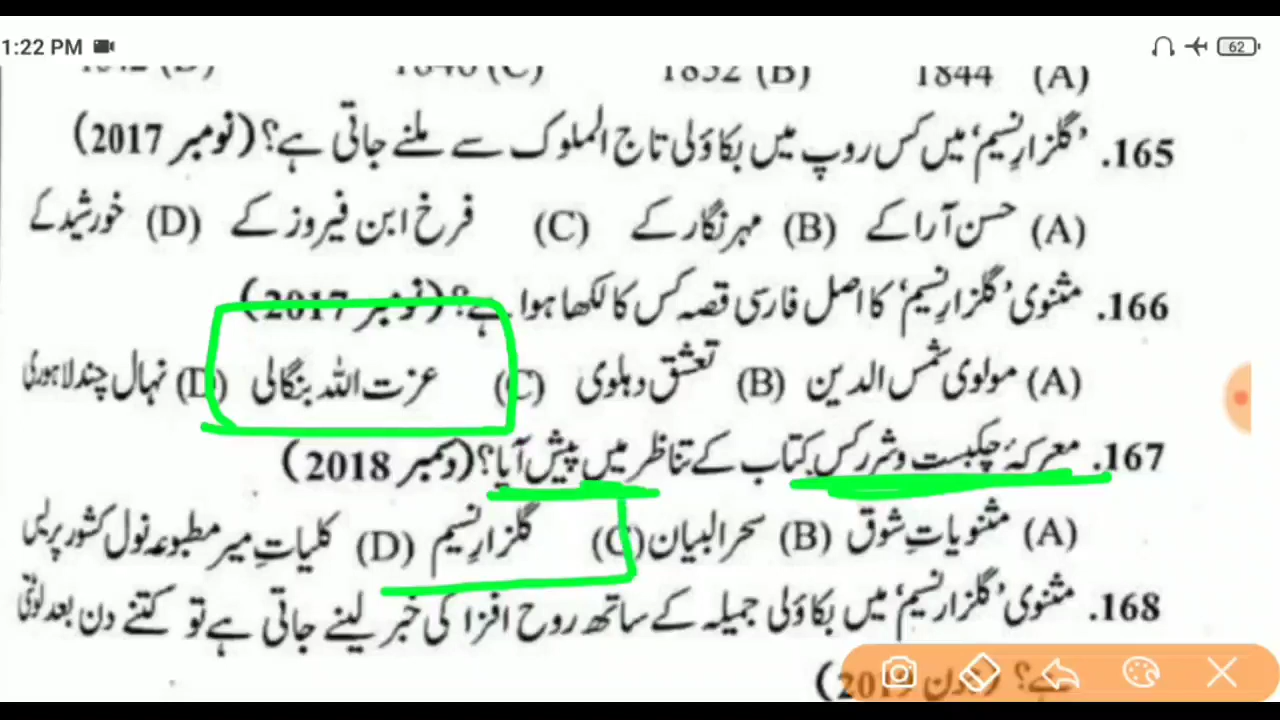 1:22 PM
62
1844 (A) 1852 (B) 1840 (C) 1842 (D)
165. ’گلزارِ نسیم‘ میں کس روپ میں بکاؤلی تاج الملوک سے ملنے جاتی ہے؟ (نومبر 2017)
(A) حسن آرا کے (B) مہر نگار کے (C) فرخ ابن فیروز کے (D) خورشید کے
166. مثنوی ’گلزارِ نسیم‘ کا اصل فارسی قصہ کس کا لکھا ہوا ہے؟ (نومبر 2017)
(A) مولوی شمس الدین (B) تعشق دہلوی (C) عزت اللہ بنگالی (D) نہال چند لاہوری
167. معرکۂ چکبست و شرر کس کتاب کے تناظر میں پیش آیا؟ (دسمبر 2018)
(A) مثنویاتِ شوق (B) سحر البیان (C) گلزارِ نسیم (D) کلیاتِ میر مطبوعہ نول کشور پریس
168. مثنوی ’گلزار نسیم‘ میں بکاؤلی جمیلہ کے ساتھ روح افزا کی خبر لینے جاتی ہے تو کتنے دن بعد لوٹتی
ہے؟